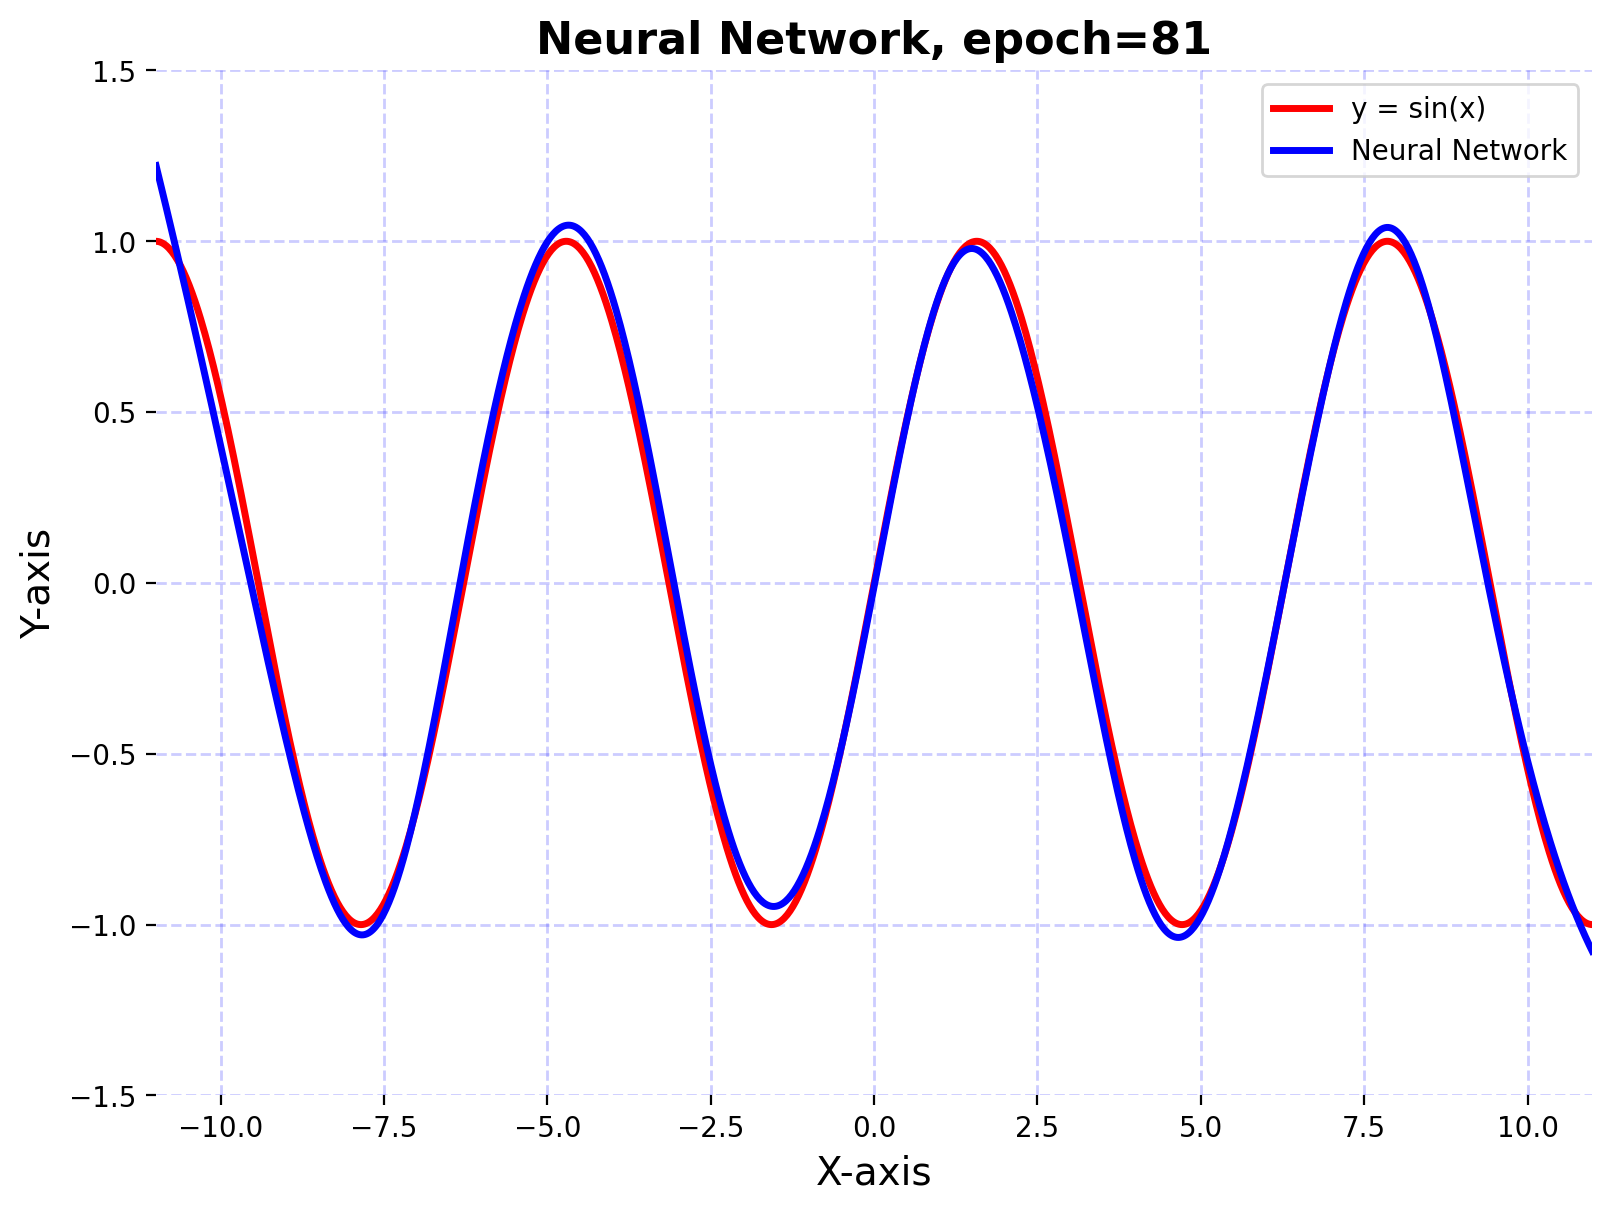 Neural Network, epoch=81
1.5
1.0
0.5
0.0
−0.5
−1.0
−1.5
Y-axis
y = sin(x)
Neural Network
−10.0 −7.5 −5.0 −2.5 0.0 2.5 5.0 7.5 10.0
X-axis